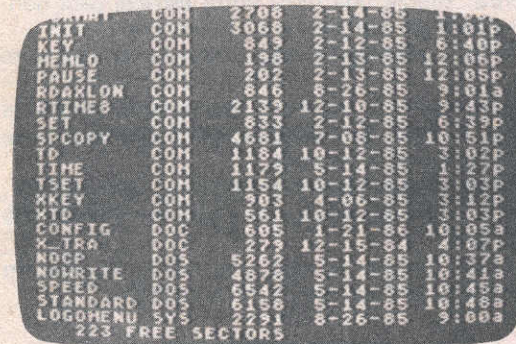 COM 2708 2-14-85
INIT COM 3068 2-14-85 1:01p
KEY COM 849 2-12-85 6:40p
MEMLO COM 198 2-13-85 12:06p
PAUSE COM 202 2-13-85 12:05p
RDAXLON COM 846 8-26-85 9:01a
RTIME8 COM 2139 12-10-85 9:43p
SET COM 833 2-12-85 6:39p
SPCOPY COM 4681 7-08-85 10:51p
TD COM 1184 10-12-85 3:02p
TIME COM 1179 5-14-85 1:27p
TSET COM 1154 10-12-85 3:03p
XKEY COM 903 4-06-85 3:12p
XTD COM 561 10-12-85 3:03p
CONFIG DOC 605 1-21-86 10:05a
X_TRA DOC 279 12-15-84 4:07p
NOCP DOS 5262 5-14-85 10:37a
NOWRITE DOS 4878 5-14-85 10:41a
SPEED DOS 6542 5-14-85 10:45a
STANDARD DOS 6158 5-14-85 10:48a
LOGOMENU SYS 2291 8-26-85 9:00a
223 FREE SECTORS